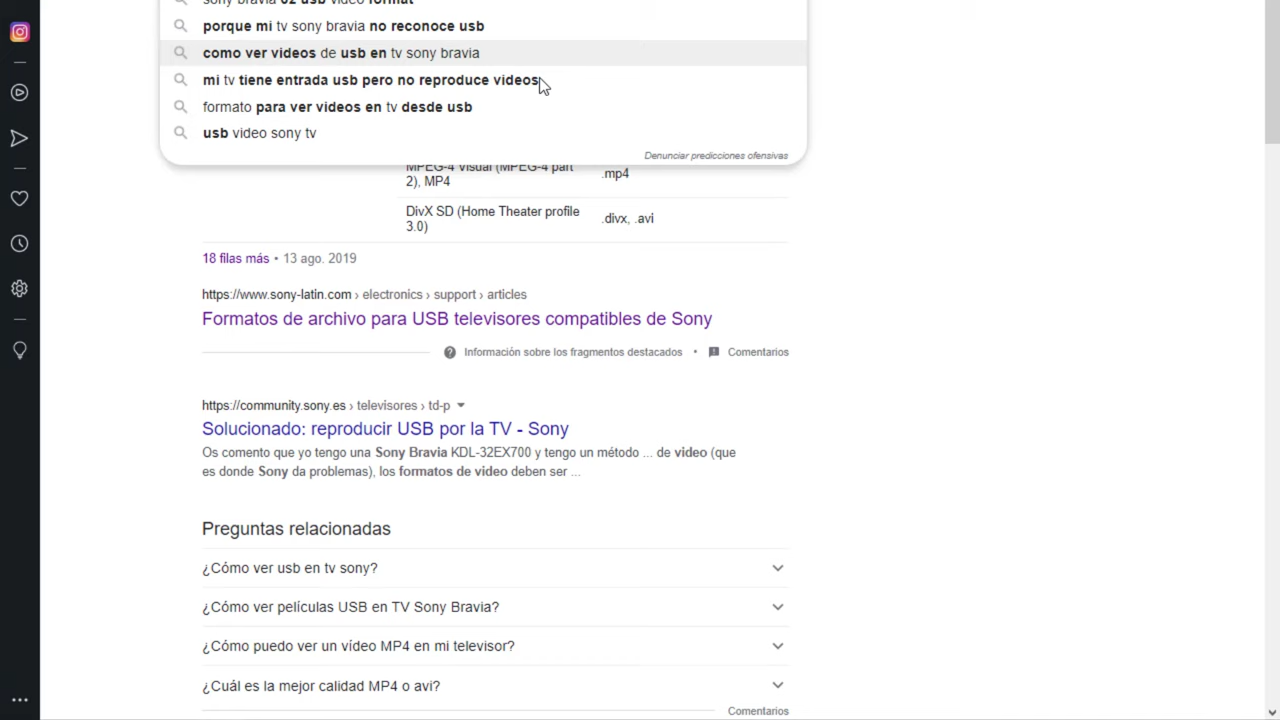 sony bravia 02 usb video format
porque mi tv sony bravia no reconoce usb
como ver videos de usb en tv sony bravia
mi tv tiene entrada usb pero no reproduce videos
formato para ver videos en tv desde usb
usb video sony tv
Denunciar predicciones ofensivas
MPEG-4 Visual (MPEG-4 part
2), MP4
.mp4
DivX SD (Home Theater profile
3.0)
.divx, .avi
18 filas más • 13 ago. 2019
https://www.sony-latin.com › electronics › support › articles
Formatos de archivo para USB televisores compatibles de Sony
Información sobre los fragmentos destacados • Comentarios
https://community.sony.es › televisores › td-p
Solucionado: reproducir USB por la TV - Sony
Os comento que yo tengo una Sony Bravia KDL-32EX700 y tengo un método ... de video (que
es donde Sony da problemas), los formatos de video deben ser ...
Preguntas relacionadas
¿Cómo ver usb en tv sony?
¿Cómo ver películas USB en TV Sony Bravia?
¿Cómo puedo ver un vídeo MP4 en mi televisor?
¿Cuál es la mejor calidad MP4 o avi?
Comentarios